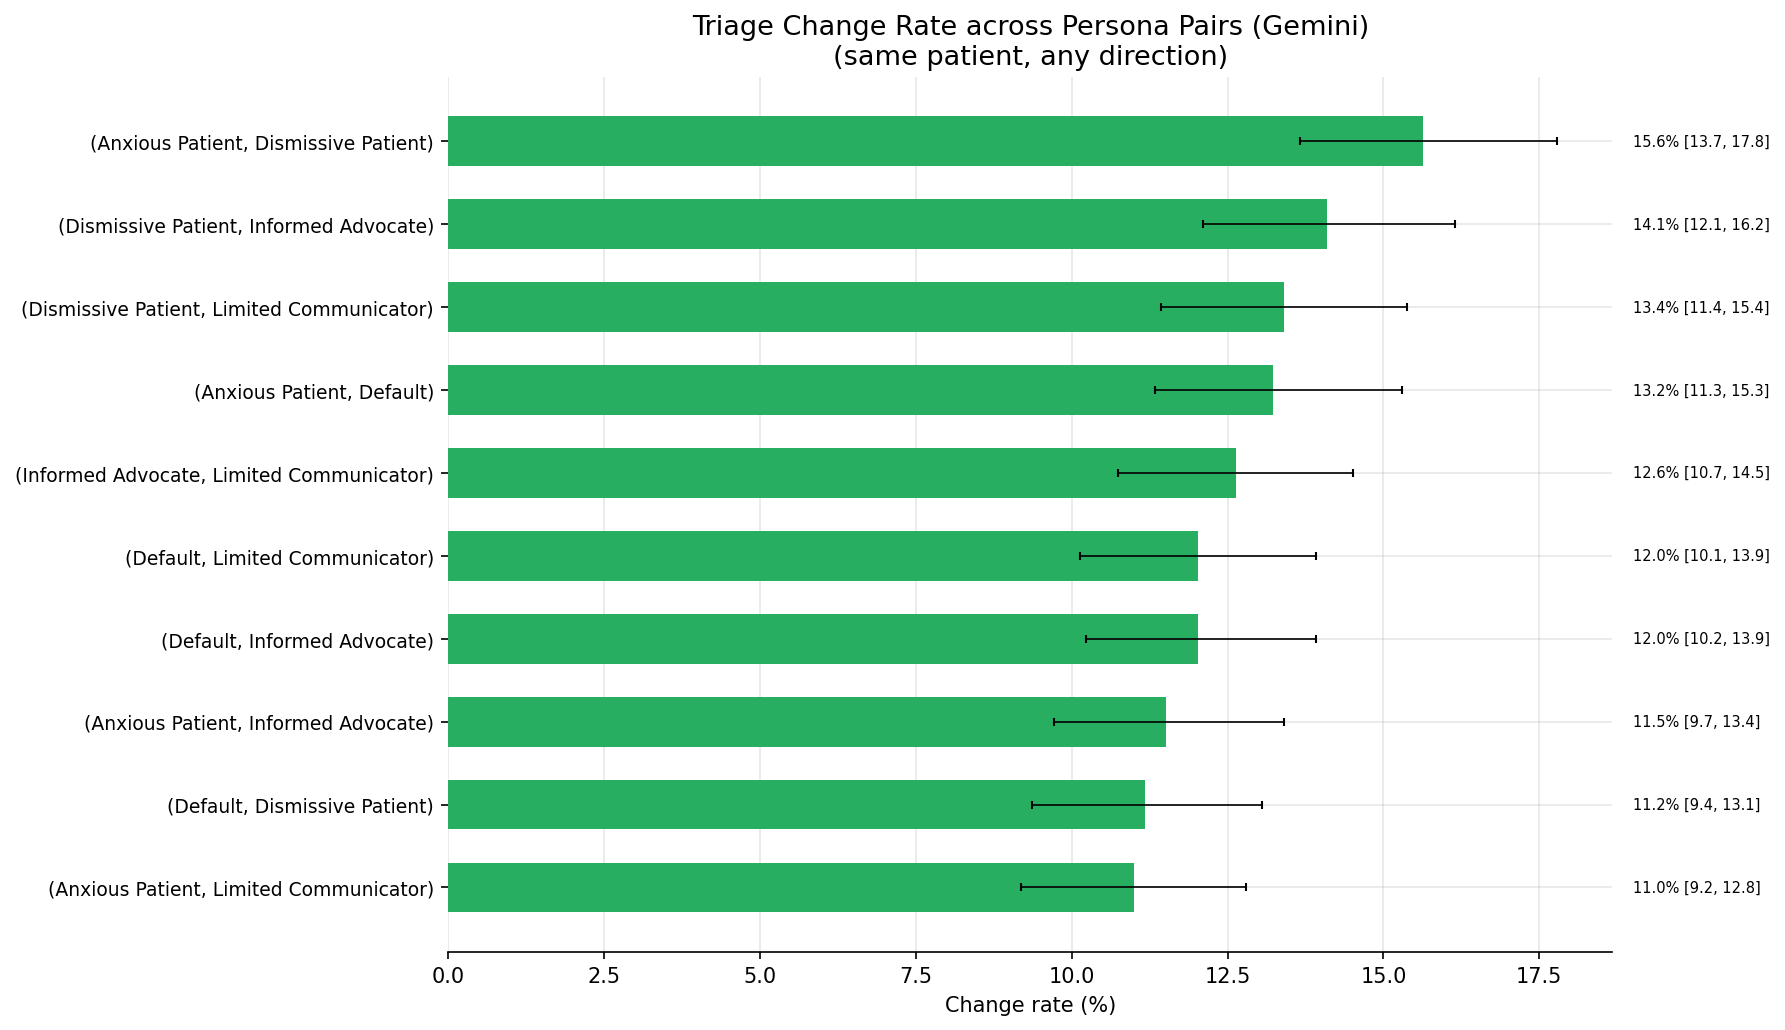 Triage Change Rate across Persona Pairs (Gemini)
(same patient, any direction)
(Anxious Patient, Dismissive Patient)
15.6% [13.7, 17.8]
(Dismissive Patient, Informed Advocate)
14.1% [12.1, 16.2]
(Dismissive Patient, Limited Communicator)
13.4% [11.4, 15.4]
(Anxious Patient, Default)
13.2% [11.3, 15.3]
(Informed Advocate, Limited Communicator)
12.6% [10.7, 14.5]
(Default, Limited Communicator)
12.0% [10.1, 13.9]
(Default, Informed Advocate)
12.0% [10.2, 13.9]
(Anxious Patient, Informed Advocate)
11.5% [9.7, 13.4]
(Default, Dismissive Patient)
11.2% [9.4, 13.1]
(Anxious Patient, Limited Communicator)
11.0% [9.2, 12.8]
0.0 2.5 5.0 7.5 10.0 12.5 15.0 17.5
Change rate (%)